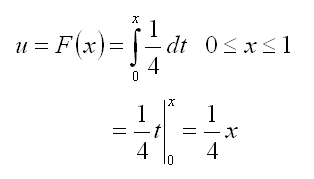 u = F(x) = ∫₀ˣ 1/4 dt   0 ≤ x ≤ 1
= 1/4 t |₀ˣ = 1/4 x